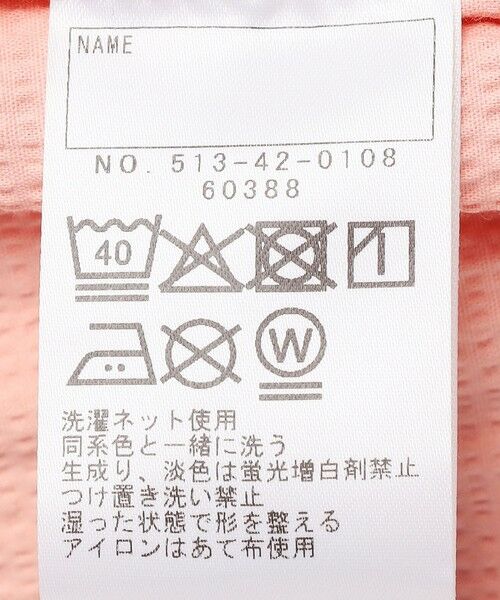 NAME
NO. 513-42-0108
60388
40
W
洗濯ネット使用
同系色と一緒に洗う
生成り、淡色は蛍光増白剤禁止
つけ置き洗い禁止
湿った状態で形を整える
アイロンはあて布使用